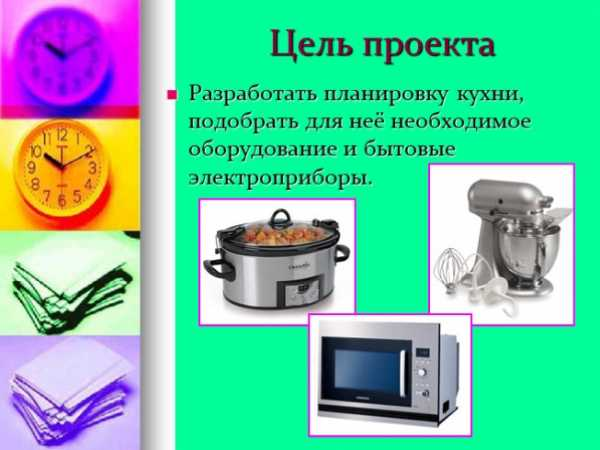 Цель проекта
Разработать планировку кухни,
подобрать для неё необходимое
оборудование и бытовые
электроприборы.